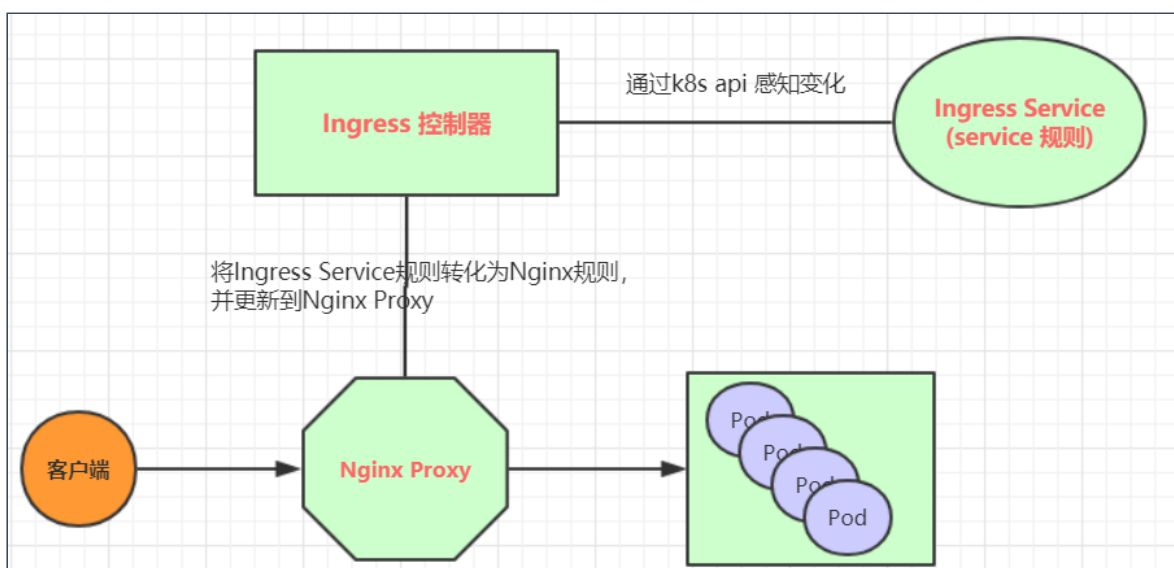 通过k8s api 感知变化
Ingress 控制器
Ingress Service
(service 规则)
将Ingress Service规则转化为Nginx规则，
并更新到Nginx Proxy
客户端
Nginx Proxy
Pod
Pod
Pod
Pod